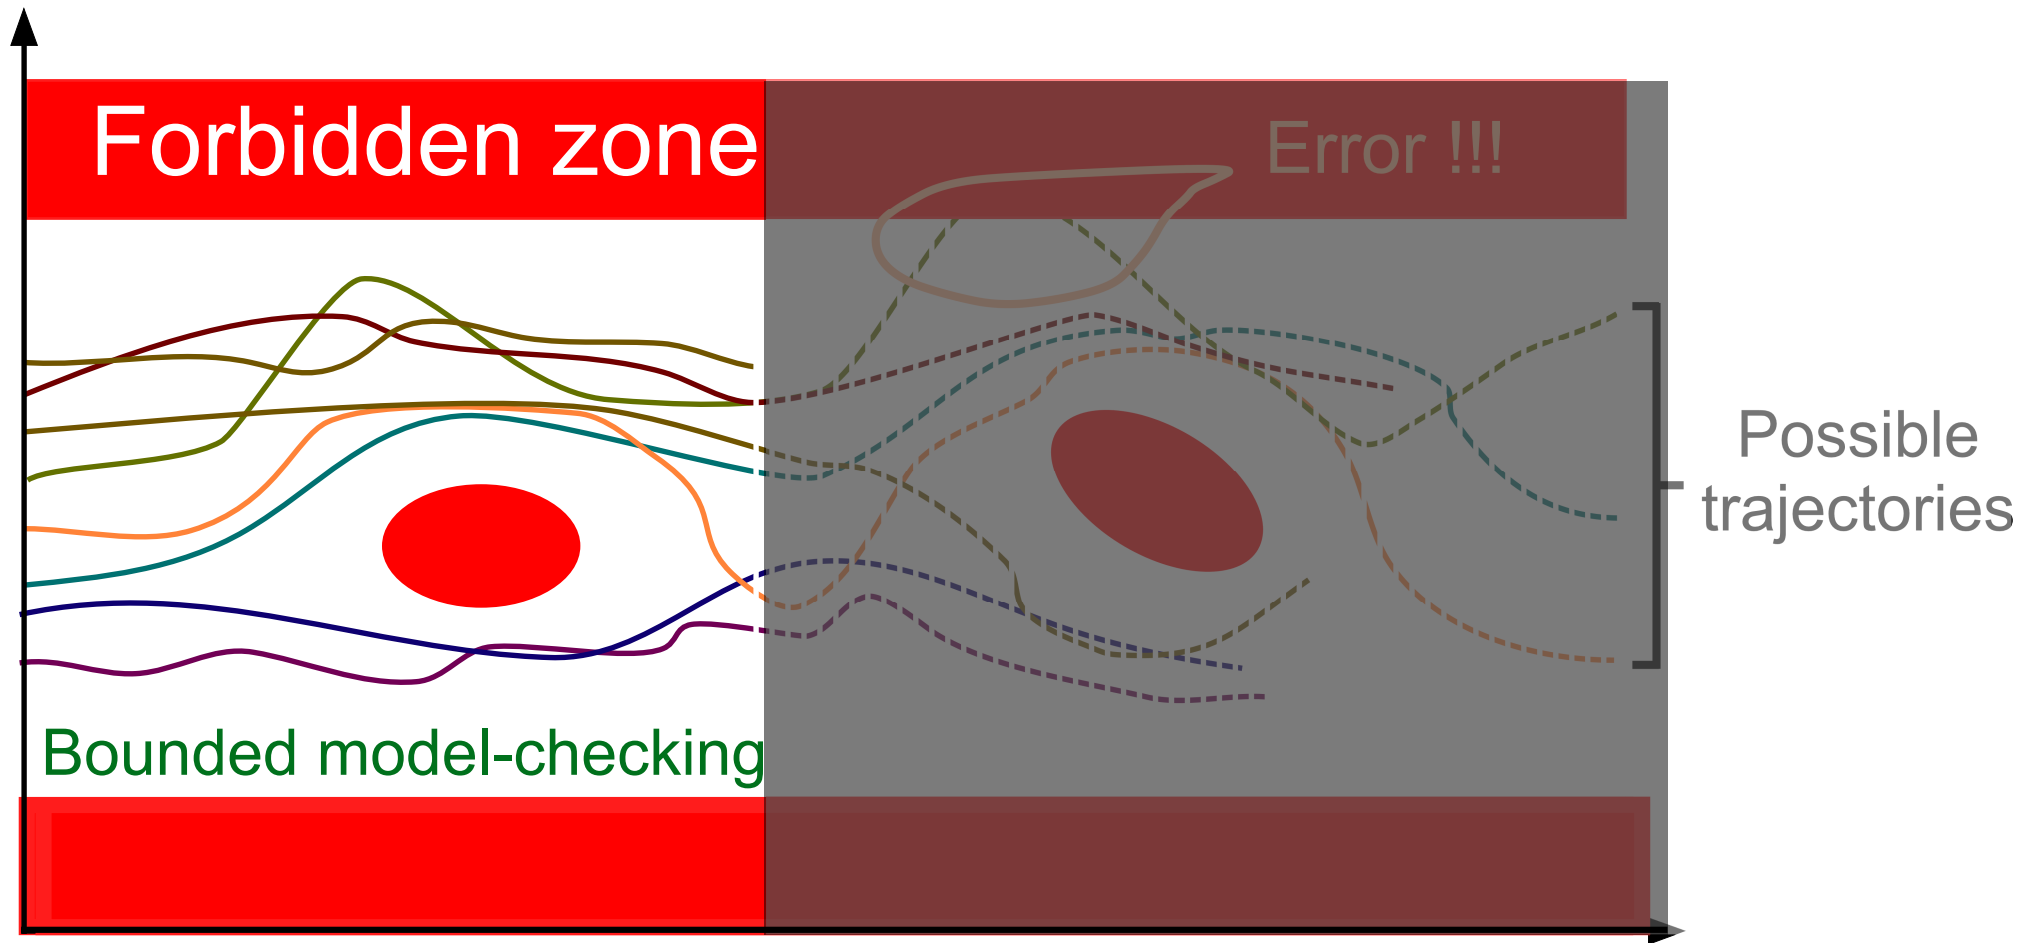 Forbidden zone
Error !!!
Possible
trajectories
Bounded model-checking